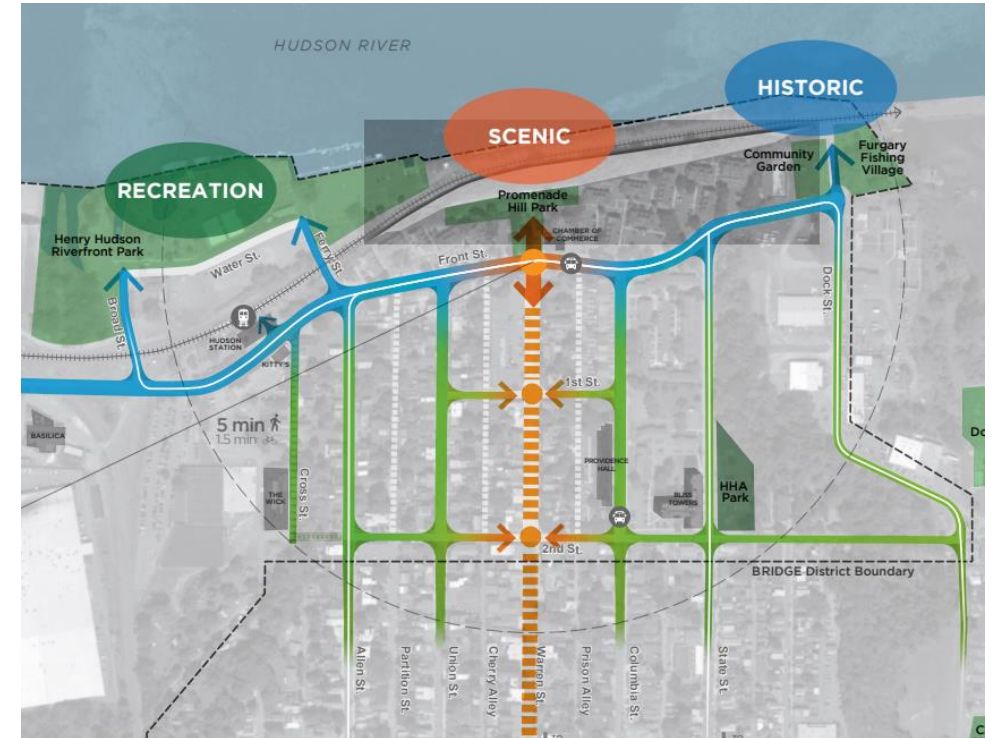 HUDSON RIVER
HISTORIC
SCENIC
RECREATION
Community
Garden
Furgary
Fishing
Village
Promenade
Hill Park
CHAMBER OF
COMMERCE
Henry Hudson
Riverfront Park
Water St.
Ferry St.
Front St.
Broad St.
Dock St.
HUDSON
STATION
KITTY'S
1st St.
5 min
1.5 min
BASILICA
PROVIDENCE
HALL
THE
WICK
Cross St.
BLISS
TOWERS
HHA
Park
2nd St.
BRIDGE District Boundary
Allen St.
Partition St.
Union St.
Cherry Alley
Warren St.
Prison Alley
Columbia St.
State St.